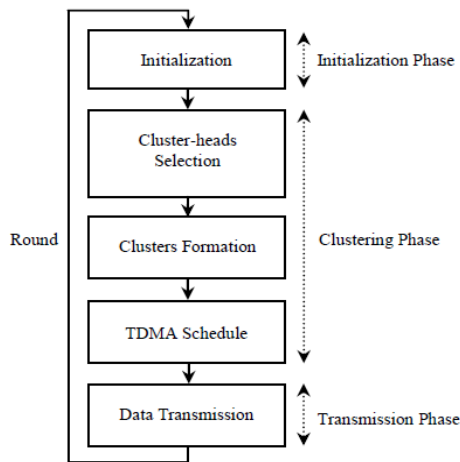 Initialization
Initialization Phase
Cluster-heads
Selection
Round
Clusters Formation
Clustering Phase
TDMA Schedule
Data Transmission
Transmission Phase